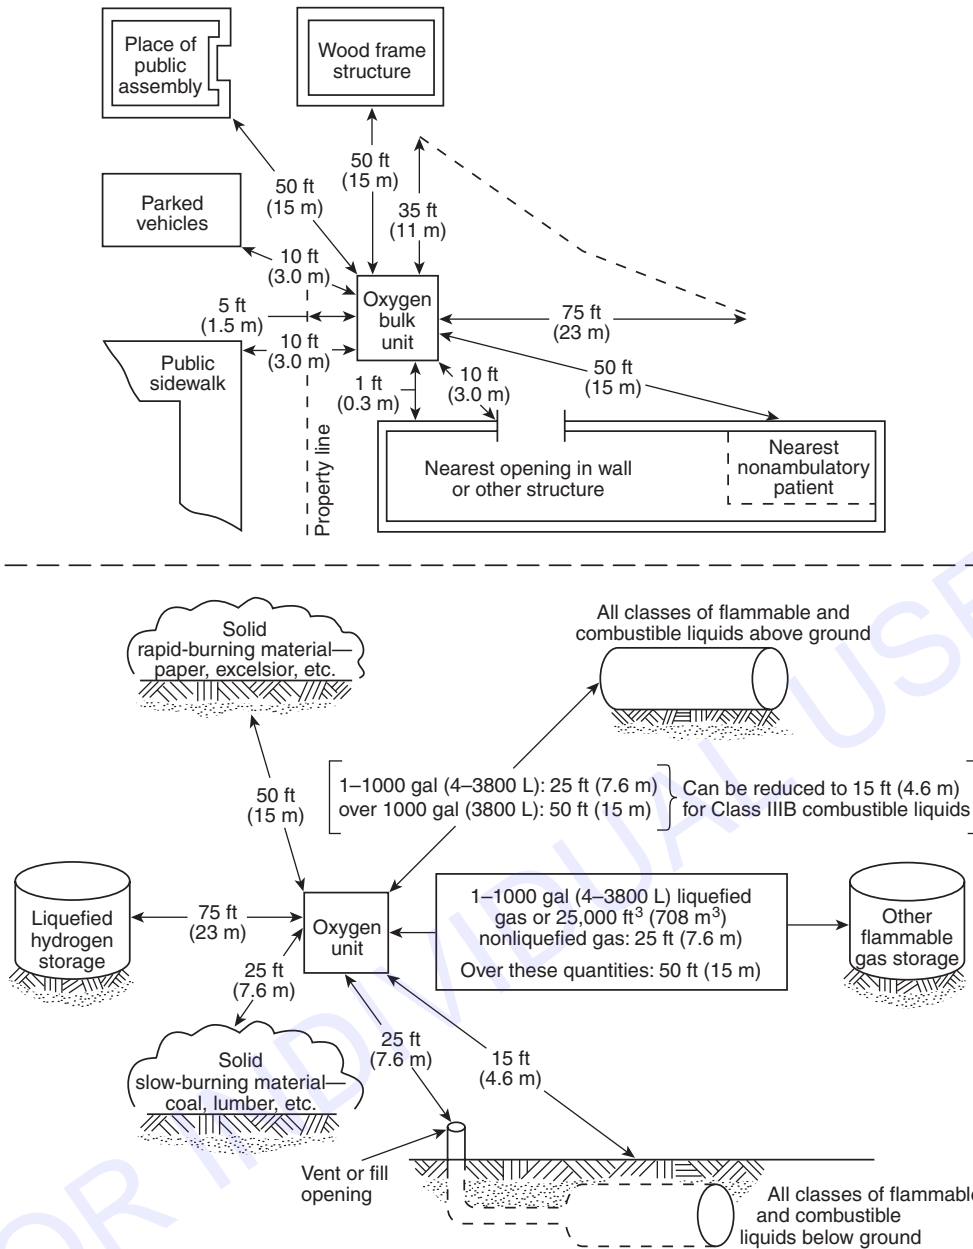 Place of
public
assembly
Wood frame
structure
50 ft
(15 m)
50 ft
(15 m)
35 ft
(11 m)
Parked
vehicles
10 ft
(3.0 m)
5 ft
(1.5 m)
Oxygen
bulk
unit
75 ft
(23 m)
10 ft
(3.0 m)
Public
sidewalk
1 ft
(0.3 m)
10 ft
(3.0 m)
50 ft
(15 m)
Property line
Nearest opening in wall
or other structure
Nearest
nonambulatory
patient
Solid
rapid-burning material—
paper, excelsior, etc.
All classes of flammable and
combustible liquids above ground
50 ft
(15 m)
1–1000 gal (4–3800 L): 25 ft (7.6 m)
over 1000 gal (3800 L): 50 ft (15 m)
Can be reduced to 15 ft (4.6 m)
for Class IIIB combustible liquids
Liquefied
hydrogen
storage
75 ft
(23 m)
Oxygen
unit
1–1000 gal (4–3800 L) liquefied
gas or 25,000 ft³ (708 m³)
nonliquefied gas: 25 ft (7.6 m)
Over these quantities: 50 ft (15 m)
Other
flammable
gas storage
25 ft
(7.6 m)
Solid
slow-burning material—
coal, lumber, etc.
25 ft
(7.6 m)
15 ft
(4.6 m)
Vent or fill
opening
All classes of flammable
and combustible
liquids below ground
OR INDIVIDUAL USE